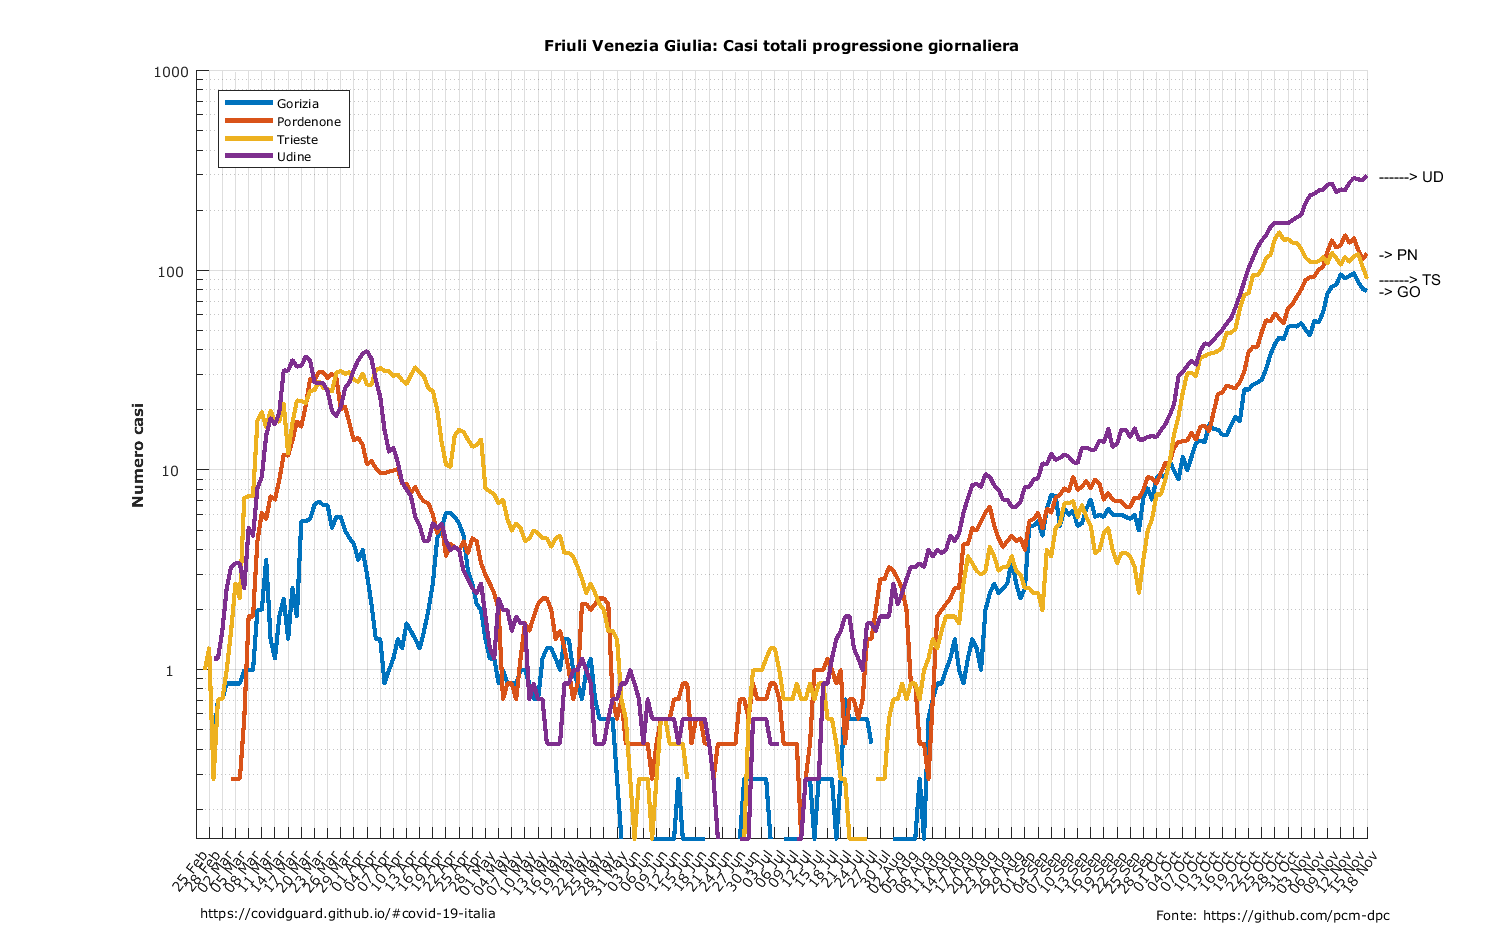 Friuli Venezia Giulia: Casi totali progressione giornaliera
1000
100
10
1
Numero casi
Gorizia
Pordenone
Trieste
Udine
------> UD
-> PN
------> TS
-> GO
25 Feb
28 Feb
02 Mar
05 Mar
08 Mar
11 Mar
14 Mar
17 Mar
20 Mar
23 Mar
26 Mar
29 Mar
01 Apr
04 Apr
07 Apr
10 Apr
13 Apr
16 Apr
19 Apr
22 Apr
25 Apr
28 Apr
01 May
04 May
07 May
10 May
13 May
16 May
19 May
22 May
25 May
28 May
31 May
03 Jun
06 Jun
09 Jun
12 Jun
15 Jun
18 Jun
21 Jun
24 Jun
27 Jun
30 Jun
03 Jul
06 Jul
09 Jul
12 Jul
15 Jul
18 Jul
21 Jul
24 Jul
27 Jul
30 Jul
02 Aug
05 Aug
08 Aug
11 Aug
14 Aug
17 Aug
20 Aug
23 Aug
26 Aug
29 Aug
01 Sep
04 Sep
07 Sep
10 Sep
13 Sep
16 Sep
19 Sep
22 Sep
25 Sep
28 Sep
01 Oct
04 Oct
07 Oct
10 Oct
13 Oct
16 Oct
19 Oct
22 Oct
25 Oct
28 Oct
31 Oct
03 Nov
06 Nov
09 Nov
12 Nov
15 Nov
18 Nov
https://covidguard.github.io/#covid-19-italia
Fonte: https://github.com/pcm-dpc